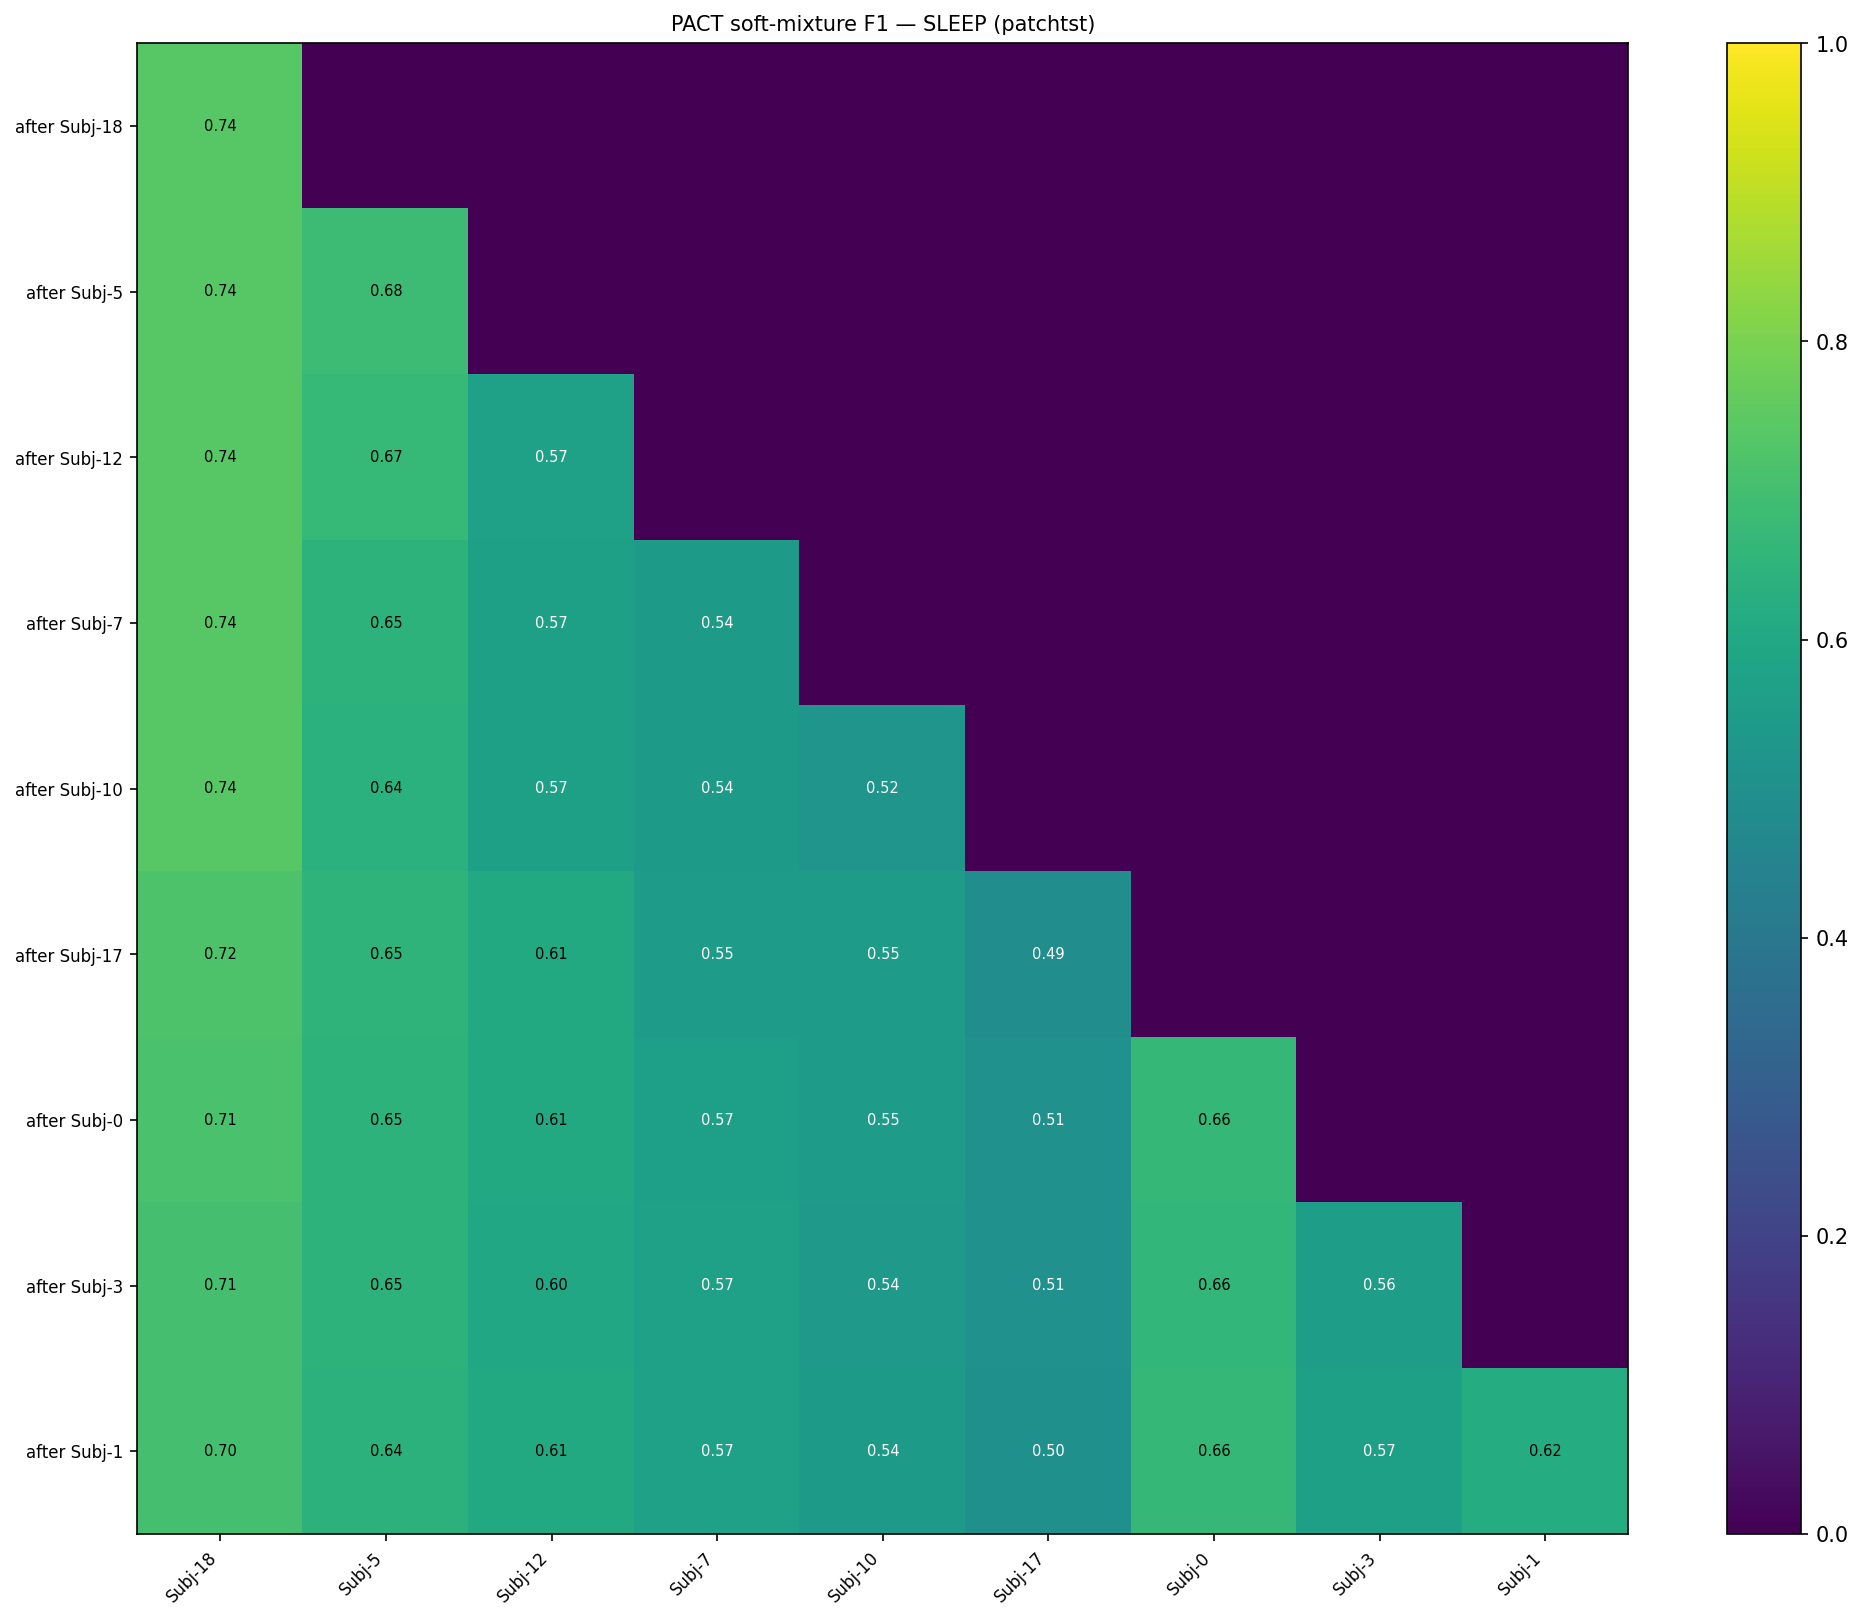 PACT soft-mixture F1 — SLEEP (patchtst)
after Subj-18 0.74
after Subj-5 0.74 0.68
after Subj-12 0.74 0.67 0.57
after Subj-7 0.74 0.65 0.57 0.54
after Subj-10 0.74 0.64 0.57 0.54 0.52
after Subj-17 0.72 0.65 0.61 0.55 0.55 0.49
after Subj-0 0.71 0.65 0.61 0.57 0.55 0.51 0.66
after Subj-3 0.71 0.65 0.60 0.57 0.54 0.51 0.66 0.56
after Subj-1 0.70 0.64 0.61 0.57 0.54 0.50 0.66 0.57 0.62
Subj-18 Subj-5 Subj-12 Subj-7 Subj-10 Subj-17 Subj-0 Subj-3 Subj-1
1.0
0.8
0.6
0.4
0.2
0.0